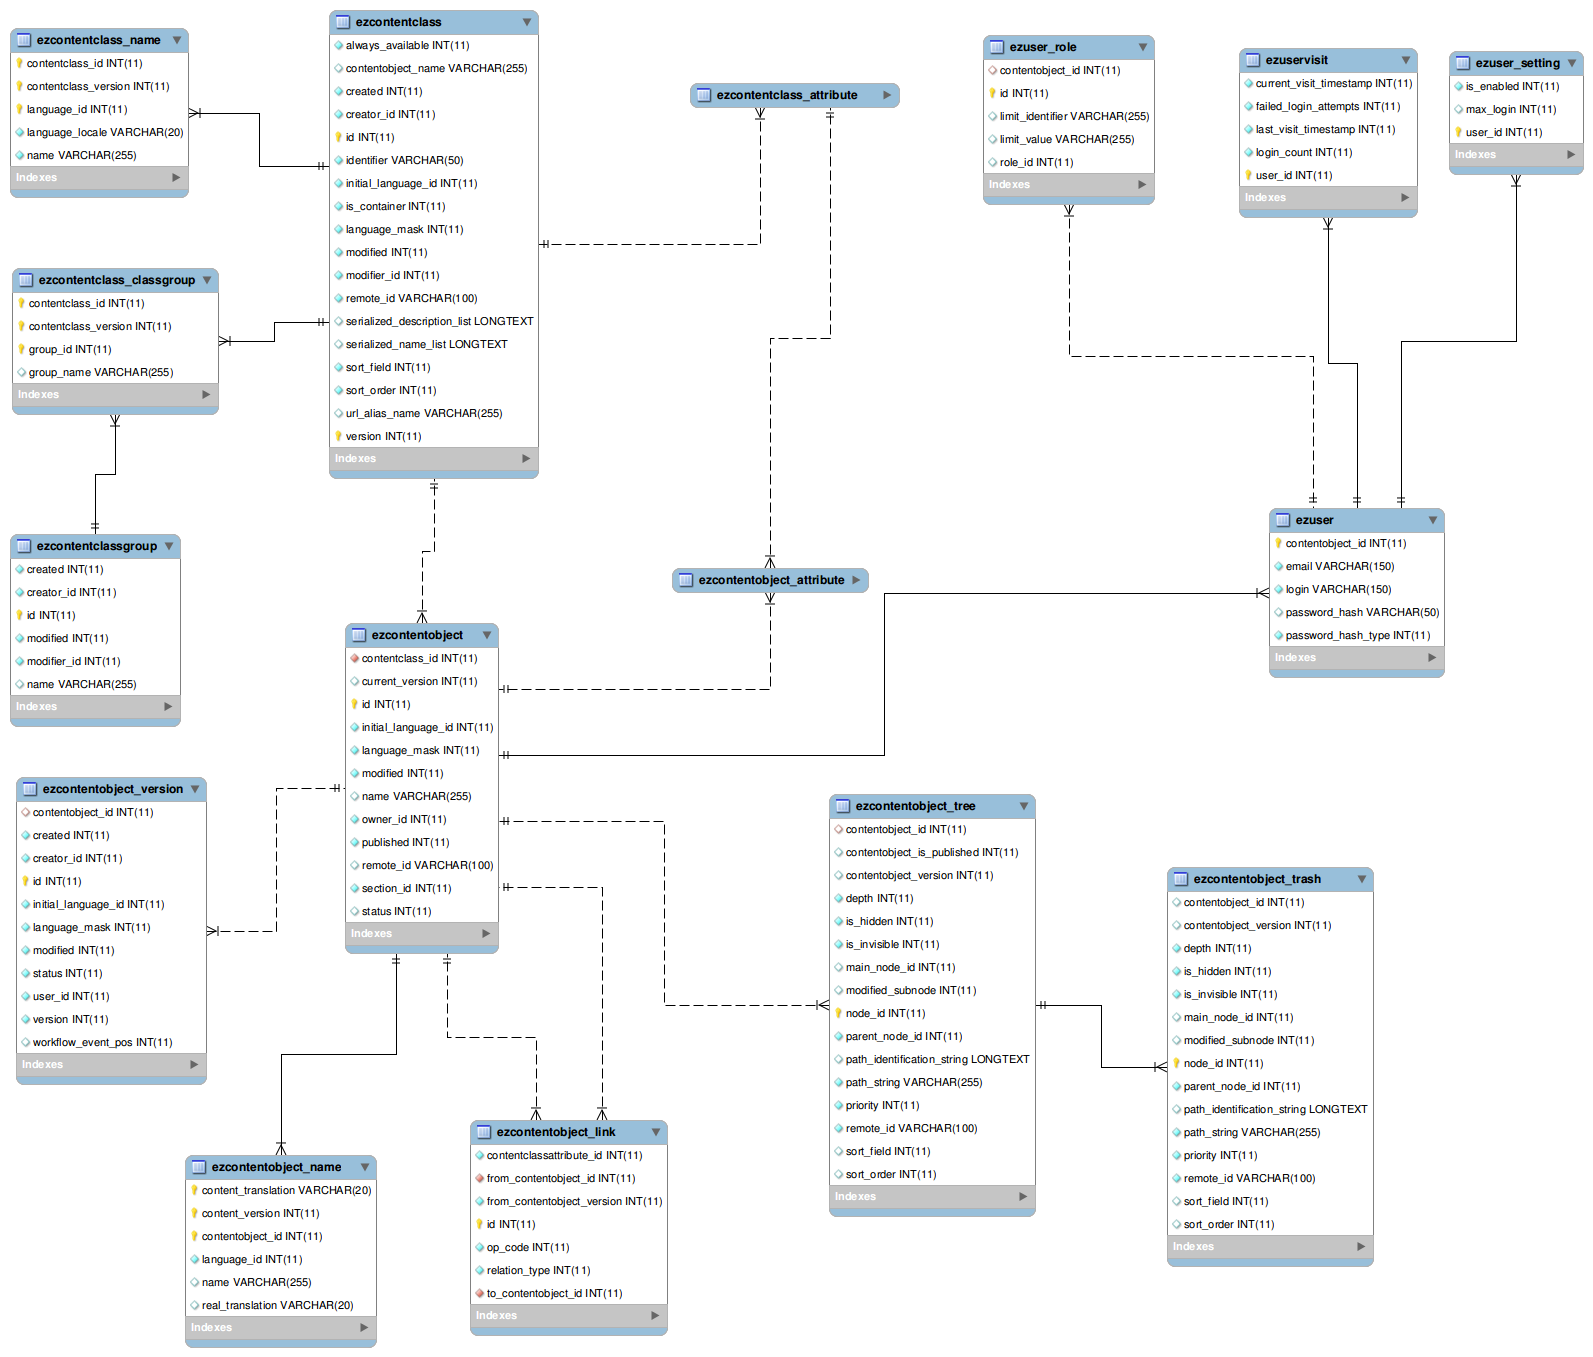 ezcontentclass_name
contentclass_id INT(11)
contentclass_version INT(11)
language_id INT(11)
language_locale VARCHAR(20)
name VARCHAR(255)
Indexes
ezcontentclass
always_available INT(11)
contentobject_name VARCHAR(255)
created INT(11)
creator_id INT(11)
id INT(11)
identifier VARCHAR(50)
initial_language_id INT(11)
is_container INT(11)
language_mask INT(11)
modified INT(11)
modifier_id INT(11)
remote_id VARCHAR(100)
serialized_description_list LONGTEXT
serialized_name_list LONGTEXT
sort_field INT(11)
sort_order INT(11)
url_alias_name VARCHAR(255)
version INT(11)
Indexes
ezcontentclass_attribute
ezuser_role
contentobject_id INT(11)
id INT(11)
limit_identifier VARCHAR(255)
limit_value VARCHAR(255)
role_id INT(11)
Indexes
ezuservisit
current_visit_timestamp INT(11)
failed_login_attempts INT(11)
last_visit_timestamp INT(11)
login_count INT(11)
user_id INT(11)
Indexes
ezuser_setting
is_enabled INT(11)
max_login INT(11)
user_id INT(11)
Indexes
ezcontentclass_classgroup
contentclass_id INT(11)
contentclass_version INT(11)
group_id INT(11)
group_name VARCHAR(255)
Indexes
ezcontentclassgroup
created INT(11)
creator_id INT(11)
id INT(11)
modified INT(11)
modifier_id INT(11)
name VARCHAR(255)
Indexes
ezcontentobject_attribute
ezuser
contentobject_id INT(11)
email VARCHAR(150)
login VARCHAR(150)
password_hash VARCHAR(50)
password_hash_type INT(11)
Indexes
ezcontentobject
contentclass_id INT(11)
current_version INT(11)
id INT(11)
initial_language_id INT(11)
language_mask INT(11)
modified INT(11)
name VARCHAR(255)
owner_id INT(11)
published INT(11)
remote_id VARCHAR(100)
section_id INT(11)
status INT(11)
Indexes
ezcontentobject_version
contentobject_id INT(11)
created INT(11)
creator_id INT(11)
id INT(11)
initial_language_id INT(11)
language_mask INT(11)
modified INT(11)
status INT(11)
user_id INT(11)
version INT(11)
workflow_event_pos INT(11)
Indexes
ezcontentobject_tree
contentobject_id INT(11)
contentobject_is_published INT(11)
contentobject_version INT(11)
depth INT(11)
is_hidden INT(11)
is_invisible INT(11)
main_node_id INT(11)
modified_subnode INT(11)
node_id INT(11)
parent_node_id INT(11)
path_identification_string LONGTEXT
path_string VARCHAR(255)
priority INT(11)
remote_id VARCHAR(100)
sort_field INT(11)
sort_order INT(11)
Indexes
ezcontentobject_trash
contentobject_id INT(11)
contentobject_version INT(11)
depth INT(11)
is_hidden INT(11)
is_invisible INT(11)
main_node_id INT(11)
modified_subnode INT(11)
node_id INT(11)
parent_node_id INT(11)
path_identification_string LONGTEXT
path_string VARCHAR(255)
priority INT(11)
remote_id VARCHAR(100)
sort_field INT(11)
sort_order INT(11)
Indexes
ezcontentobject_name
content_translation VARCHAR(20)
content_version INT(11)
contentobject_id INT(11)
language_id INT(11)
name VARCHAR(255)
real_translation VARCHAR(20)
Indexes
ezcontentobject_link
contentclassattribute_id INT(11)
from_contentobject_id INT(11)
from_contentobject_version INT(11)
id INT(11)
op_code INT(11)
relation_type INT(11)
to_contentobject_id INT(11)
Indexes